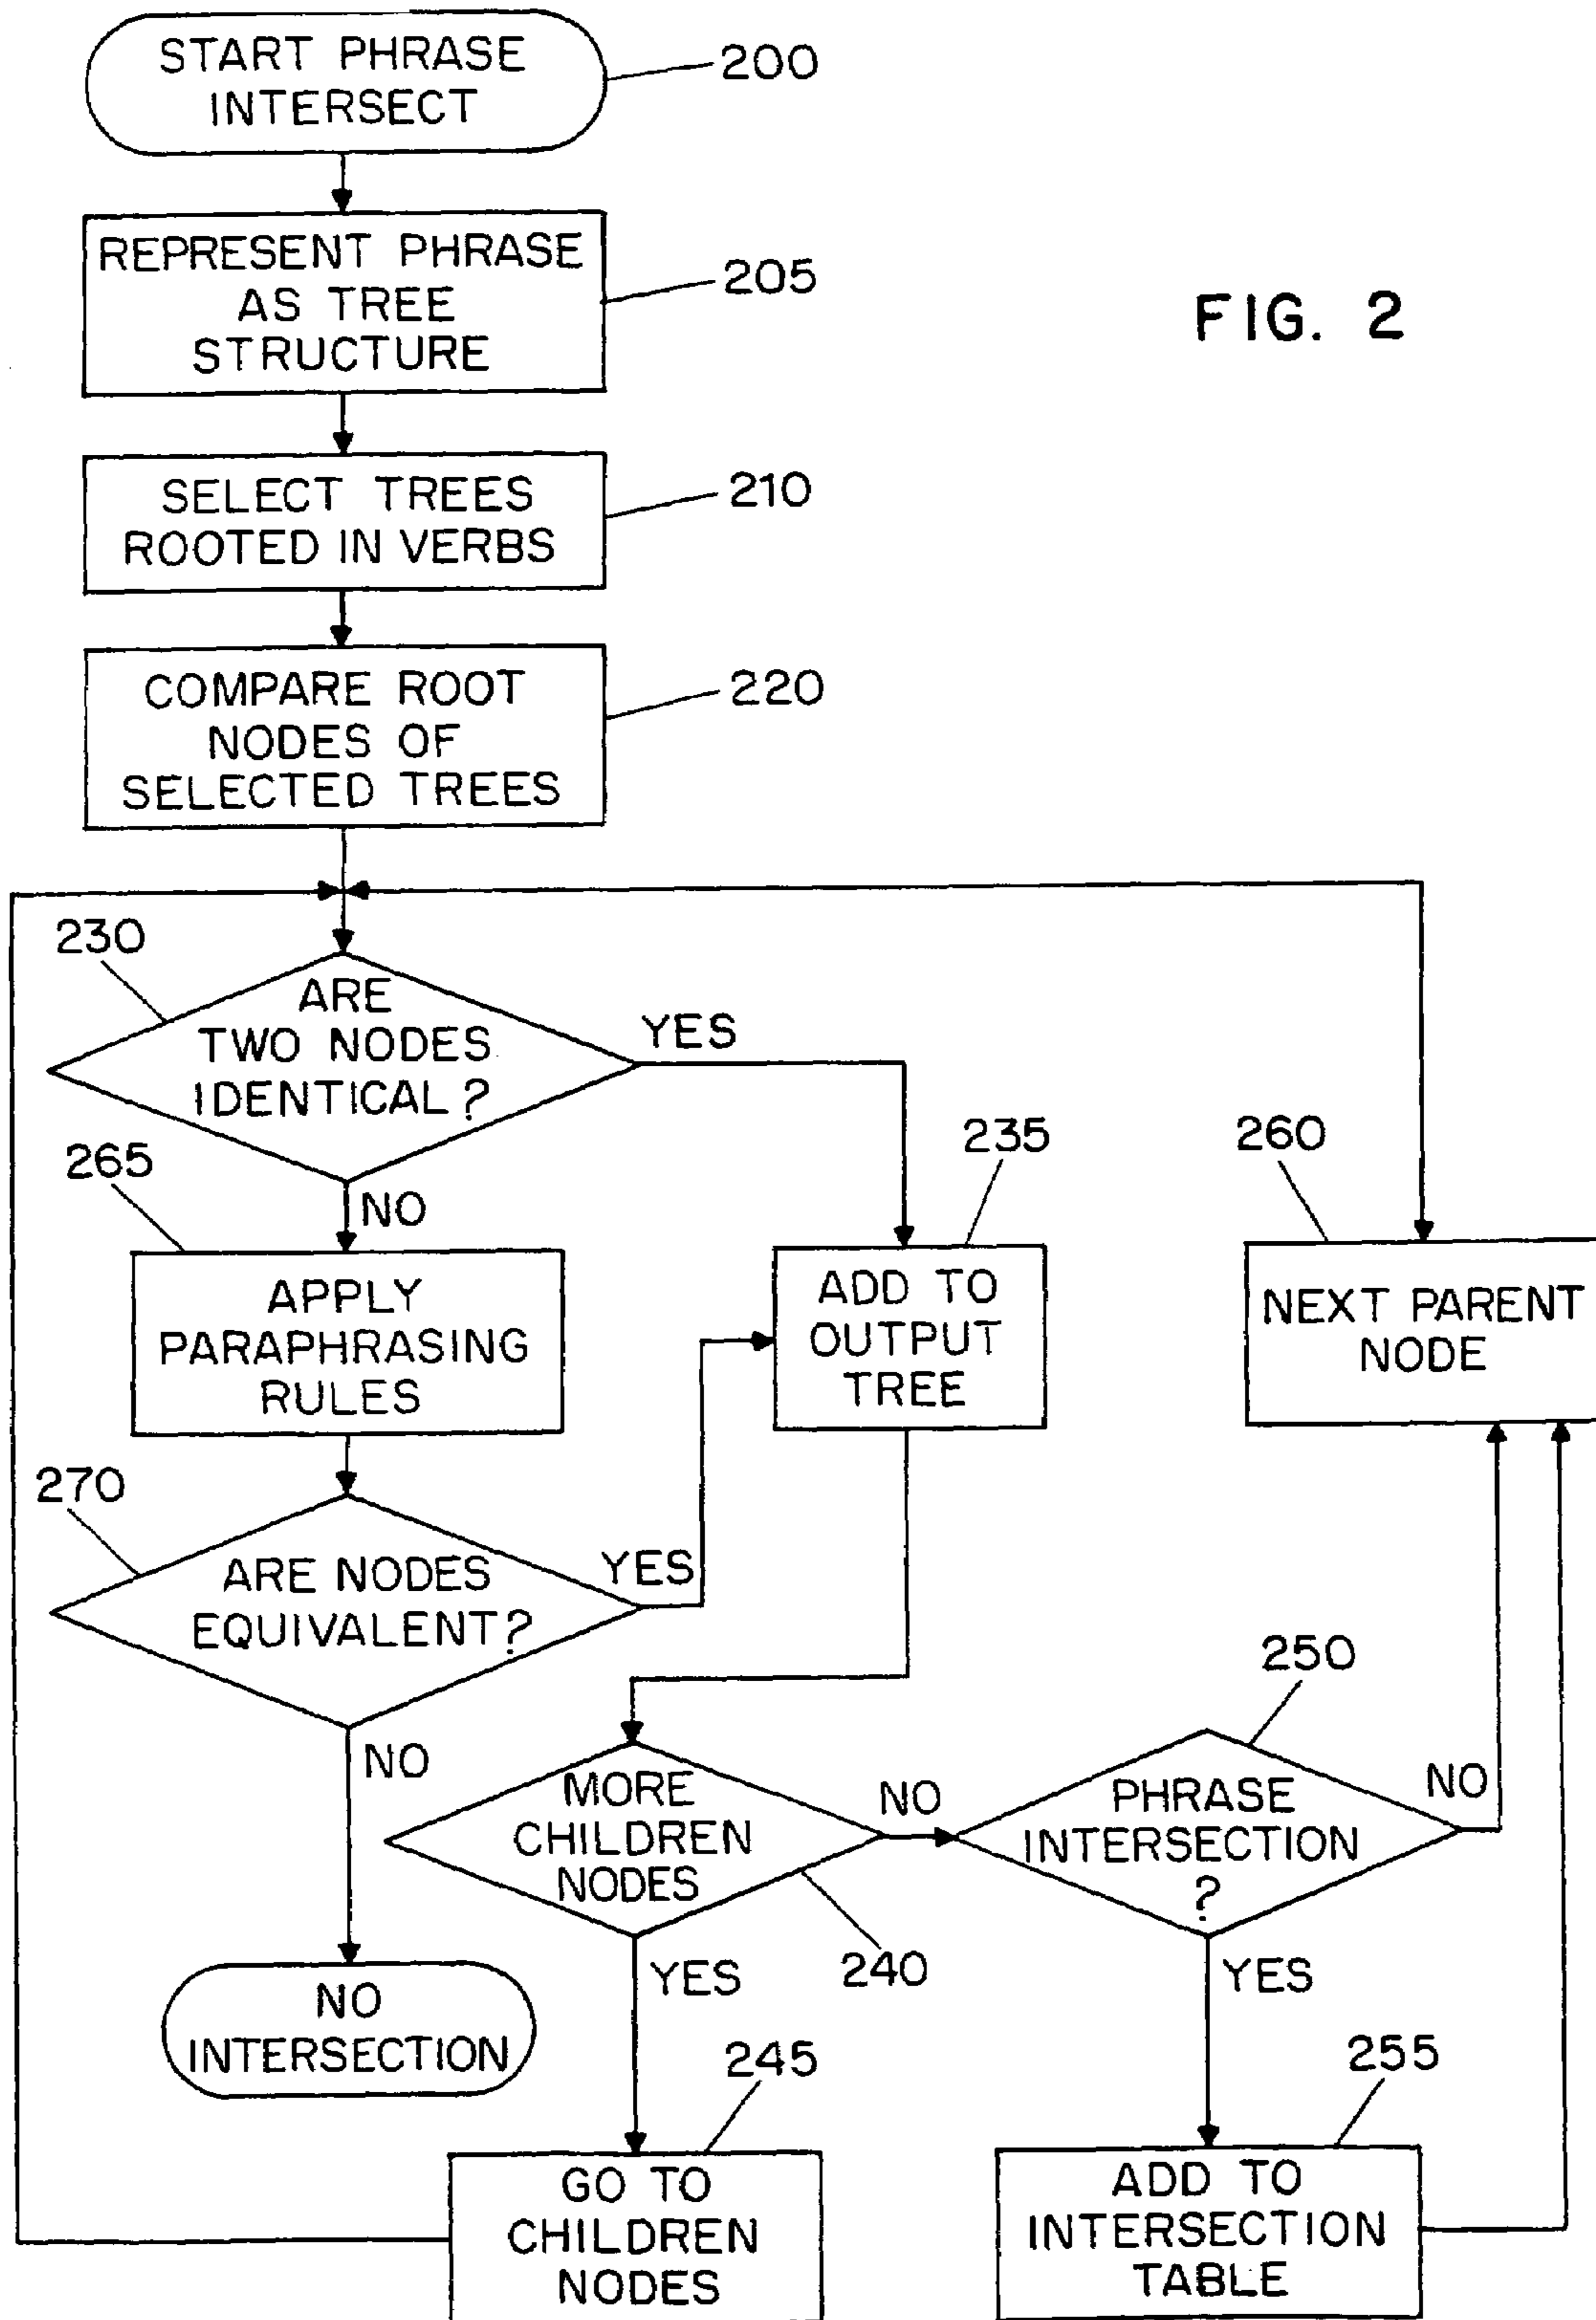 START PHRASE
INTERSECT
200
REPRESENT PHRASE
AS TREE
STRUCTURE
205
FIG. 2
SELECT TREES
ROOTED IN VERBS
210
COMPARE ROOT
NODES OF
SELECTED TREES
220
230
ARE
TWO NODES
IDENTICAL?
YES
NO
265
APPLY
PARAPHRASING
RULES
235
ADD TO
OUTPUT
TREE
260
NEXT PARENT
NODE
270
ARE NODES
EQUIVALENT?
YES
NO
NO
INTERSECTION
MORE
CHILDREN
NODES
NO
240
YES
250
PHRASE
INTERSECTION
?
NO
YES
245
GO TO
CHILDREN
NODES
255
ADD TO
INTERSECTION
TABLE